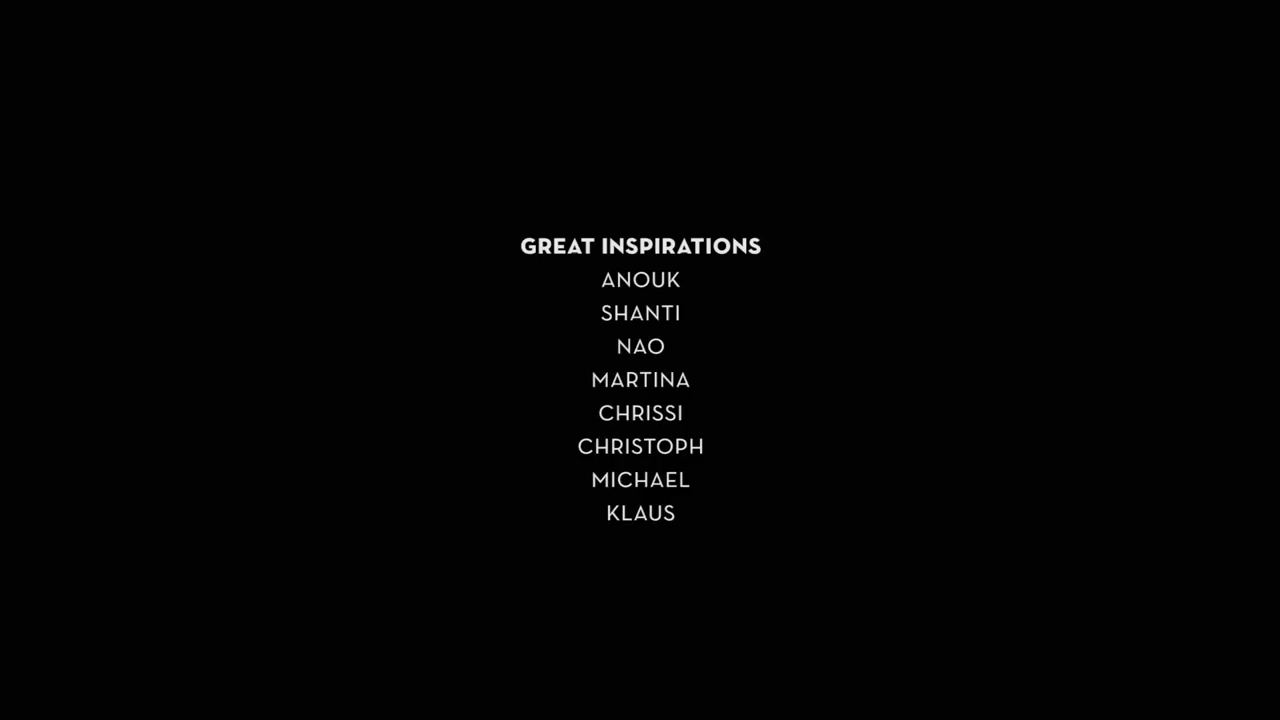 GREAT INSPIRATIONS
ANOUK
SHANTI
NAO
MARTINA
CHRISSI
CHRISTOPH
MICHAEL
KLAUS